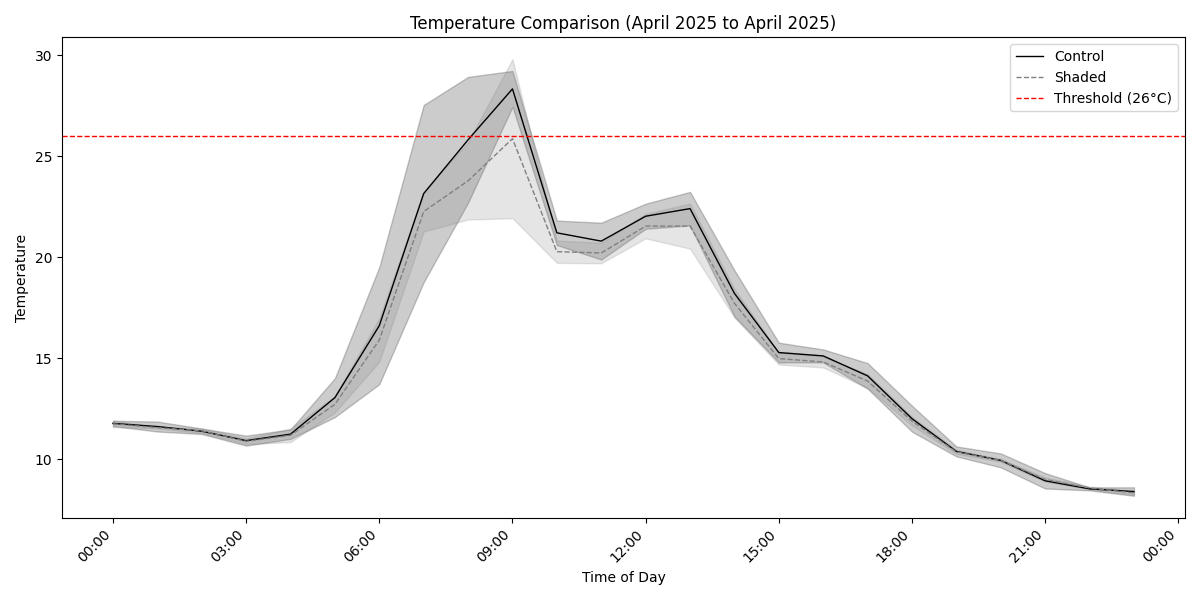 Temperature Comparison (April 2025 to April 2025)
Control
Shaded
Threshold (26°C)
Temperature
30
25
20
15
10
00:00
03:00
06:00
09:00
12:00
15:00
18:00
21:00
00:00
Time of Day